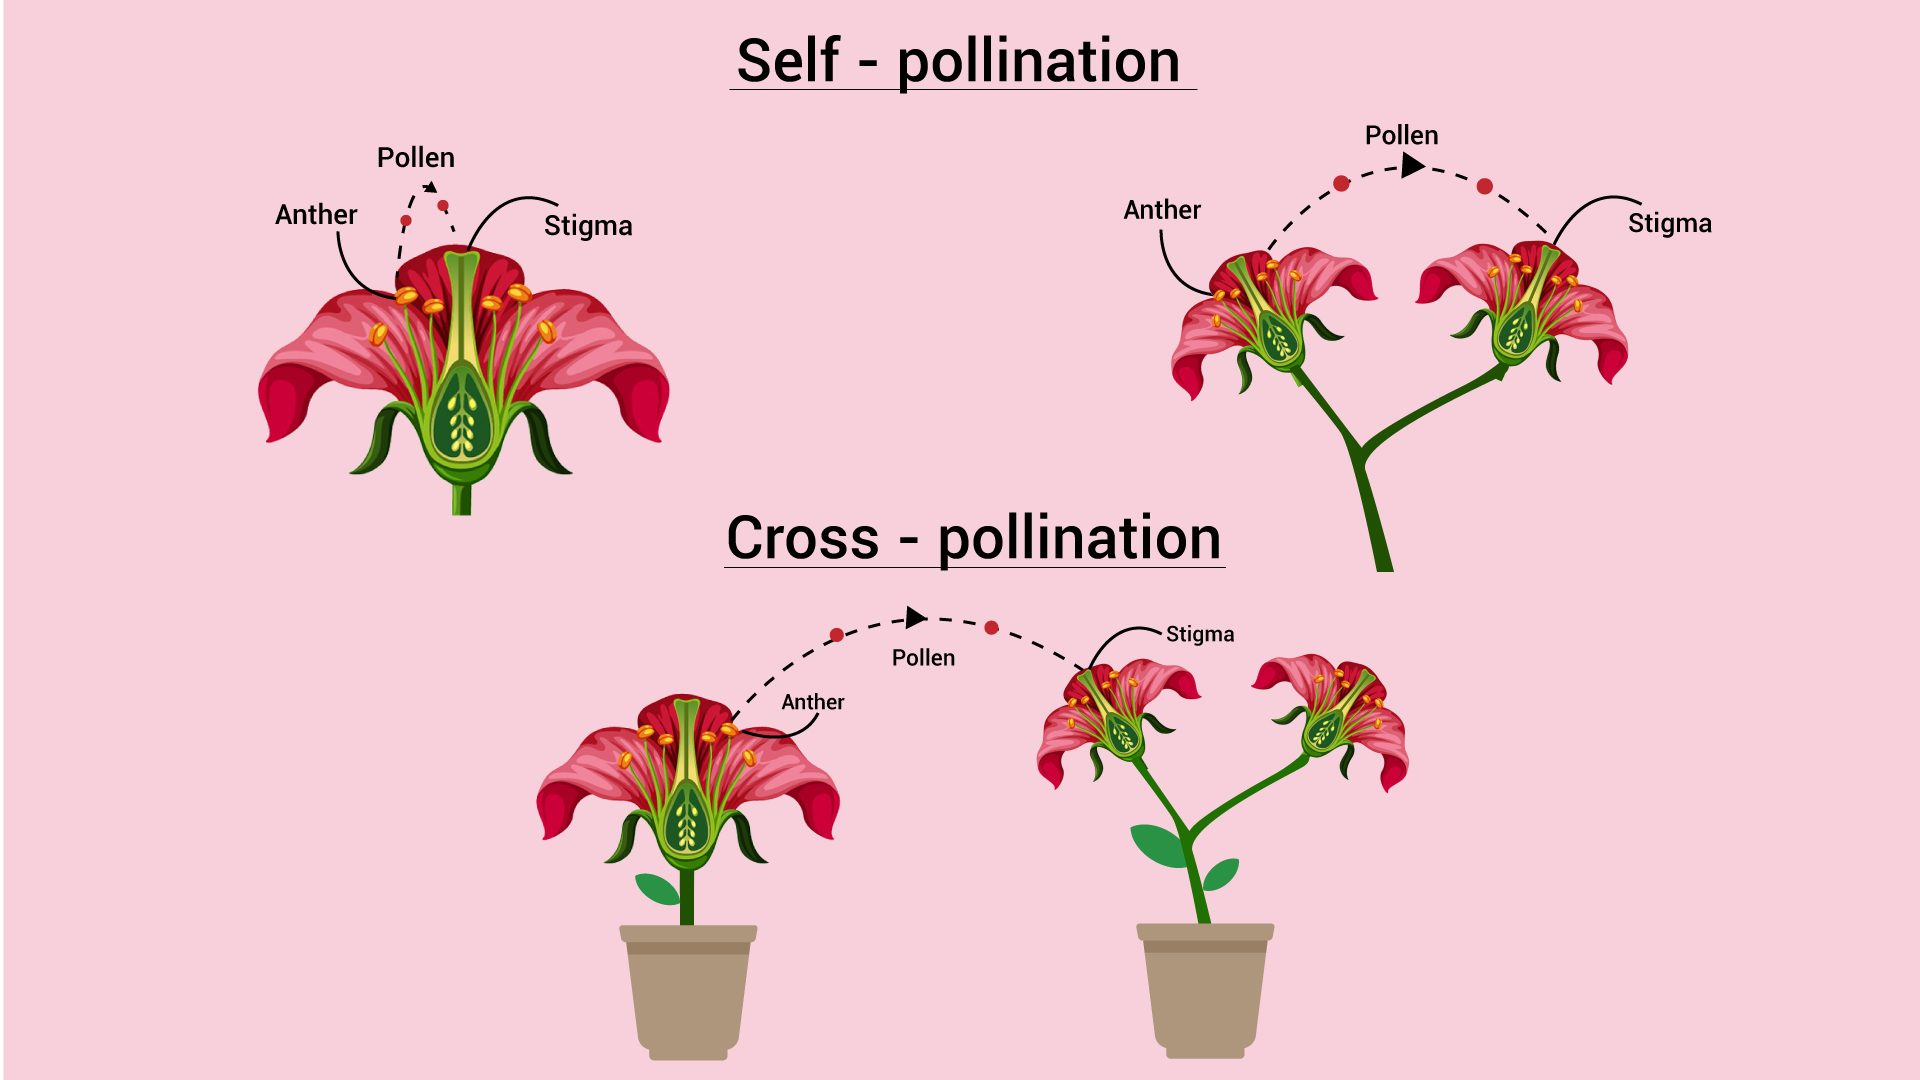 Self - pollination
Pollen
Anther
Stigma
Pollen
Anther
Stigma
Cross - pollination
Pollen
Anther
Stigma